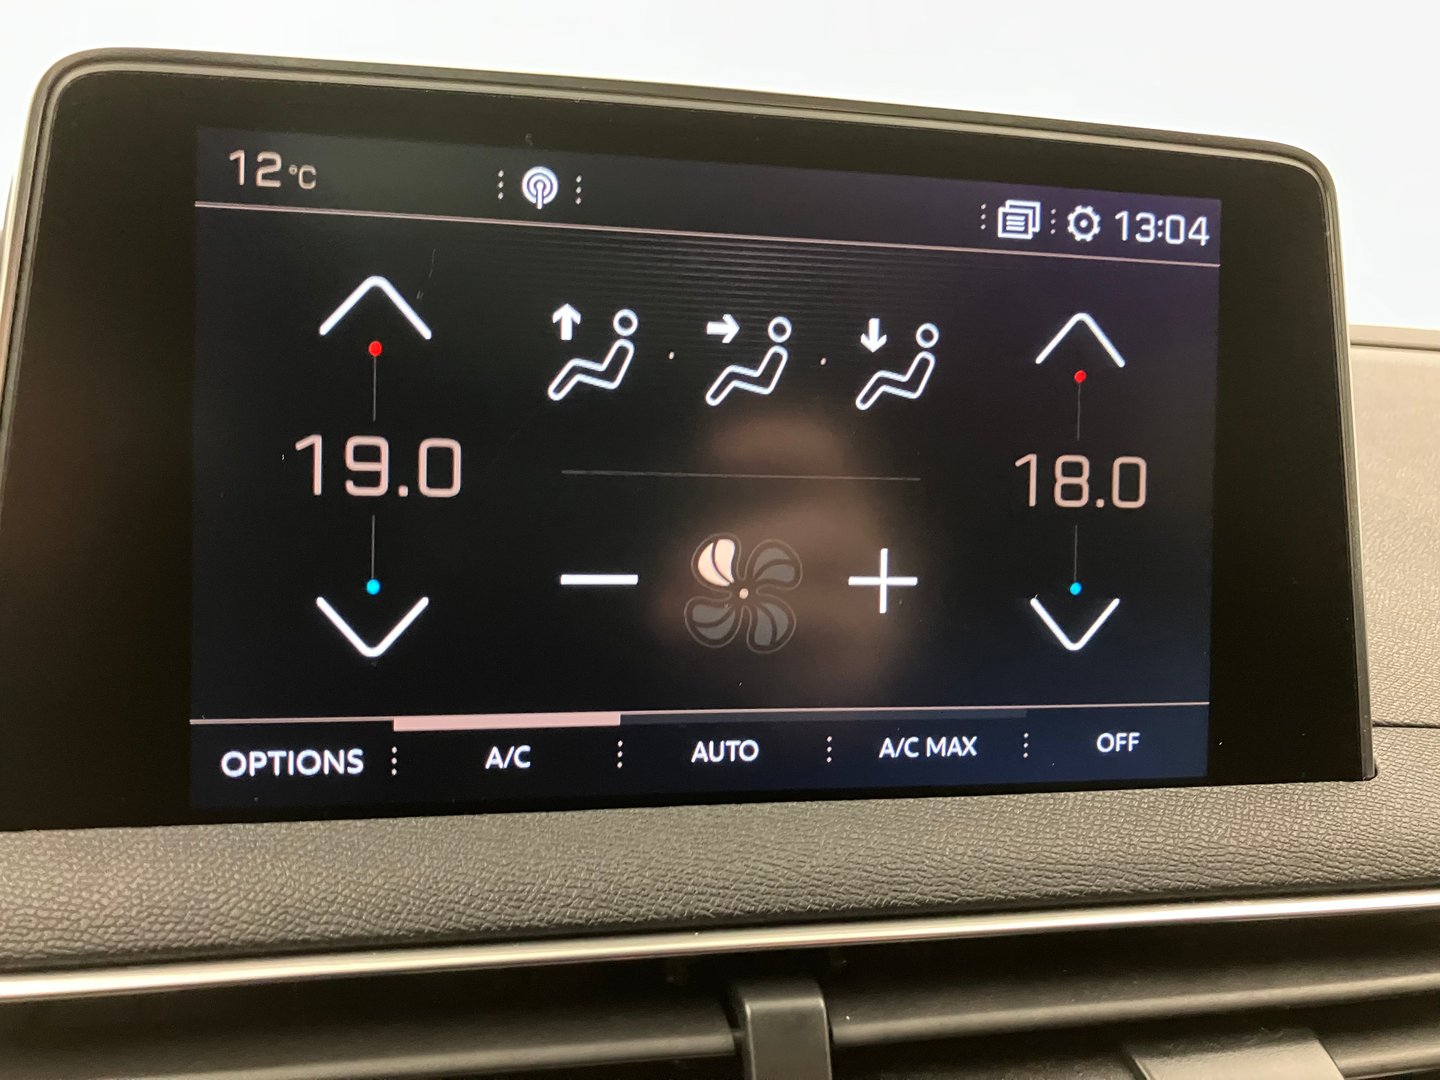 12°C
13:04
19.0
18.0
OPTIONS
A/C
AUTO
A/C MAX
OFF